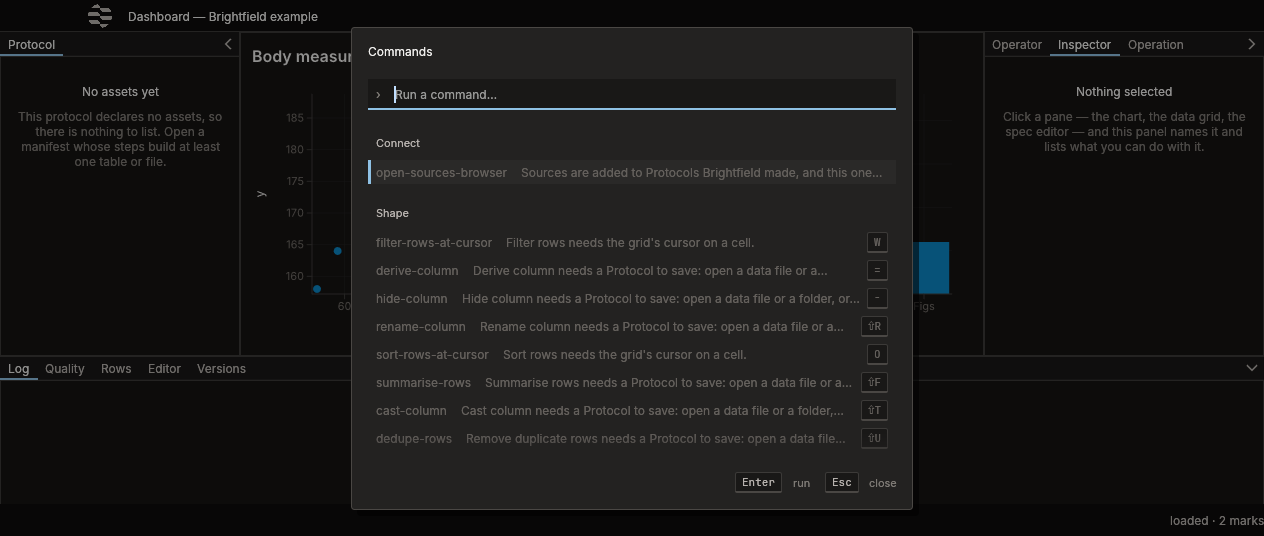 Dashboard — Brightfield example
Protocol
No assets yet
This protocol declares no assets, so
there is nothing to list. Open a
manifest whose steps build at least
one table or file.
Body measur
185
180
175
170
165
160
y
60
Figs
Commands
› Run a command...
Connect
open-sources-browser Sources are added to Protocols Brightfield made, and this one...
Shape
filter-rows-at-cursor Filter rows needs the grid's cursor on a cell. W
derive-column Derive column needs a Protocol to save: open a data file or a... =
hide-column Hide column needs a Protocol to save: open a data file or a folder, or... -
rename-column Rename column needs a Protocol to save: open a data file or a... ⇧R
sort-rows-at-cursor Sort rows needs the grid's cursor on a cell. O
summarise-rows Summarise rows needs a Protocol to save: open a data file or a... ⇧F
cast-column Cast column needs a Protocol to save: open a data file or a folder,... ⇧T
dedupe-rows Remove duplicate rows needs a Protocol to save: open a data file... ⇧U
Enter run Esc close
Operator Inspector Operation
Nothing selected
Click a pane — the chart, the data grid, the
spec editor — and this panel names it and
lists what you can do with it.
Log Quality Rows Editor Versions
loaded · 2 marks